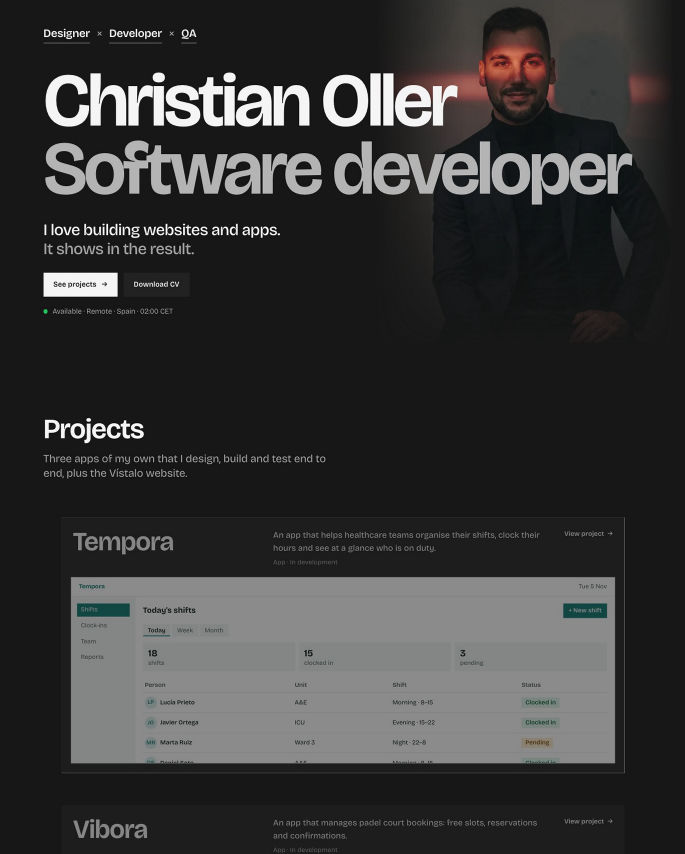 Designer × Developer × QA
Christian Oller
Software developer
I love building websites and apps.
It shows in the result.
See projects →
Download CV
Available · Remote · Spain · 02:00 CET
Projects
Three apps of my own that I design, build and test end to
end, plus the Vístalo website.
Tempora
An app that helps healthcare teams organise their shifts, clock their
hours and see at a glance who is on duty.
App · In development
View project →
Tempora
Tue 5 Nov
Shifts
Clock-ins
Team
Reports
Today's shifts
+ New shift
Today Week Month
18
shifts
15
clocked in
3
pending
Person Unit Shift Status
LP Lucía Prieto A&E Morning · 8–15 Clocked in
JO Javier Ortega ICU Evening · 15–22 Clocked in
MR Marta Ruiz Ward 3 Night · 22–8 Pending
Vibora
An app that manages padel court bookings: free slots, reservations
and confirmations.
App · In development
View project →